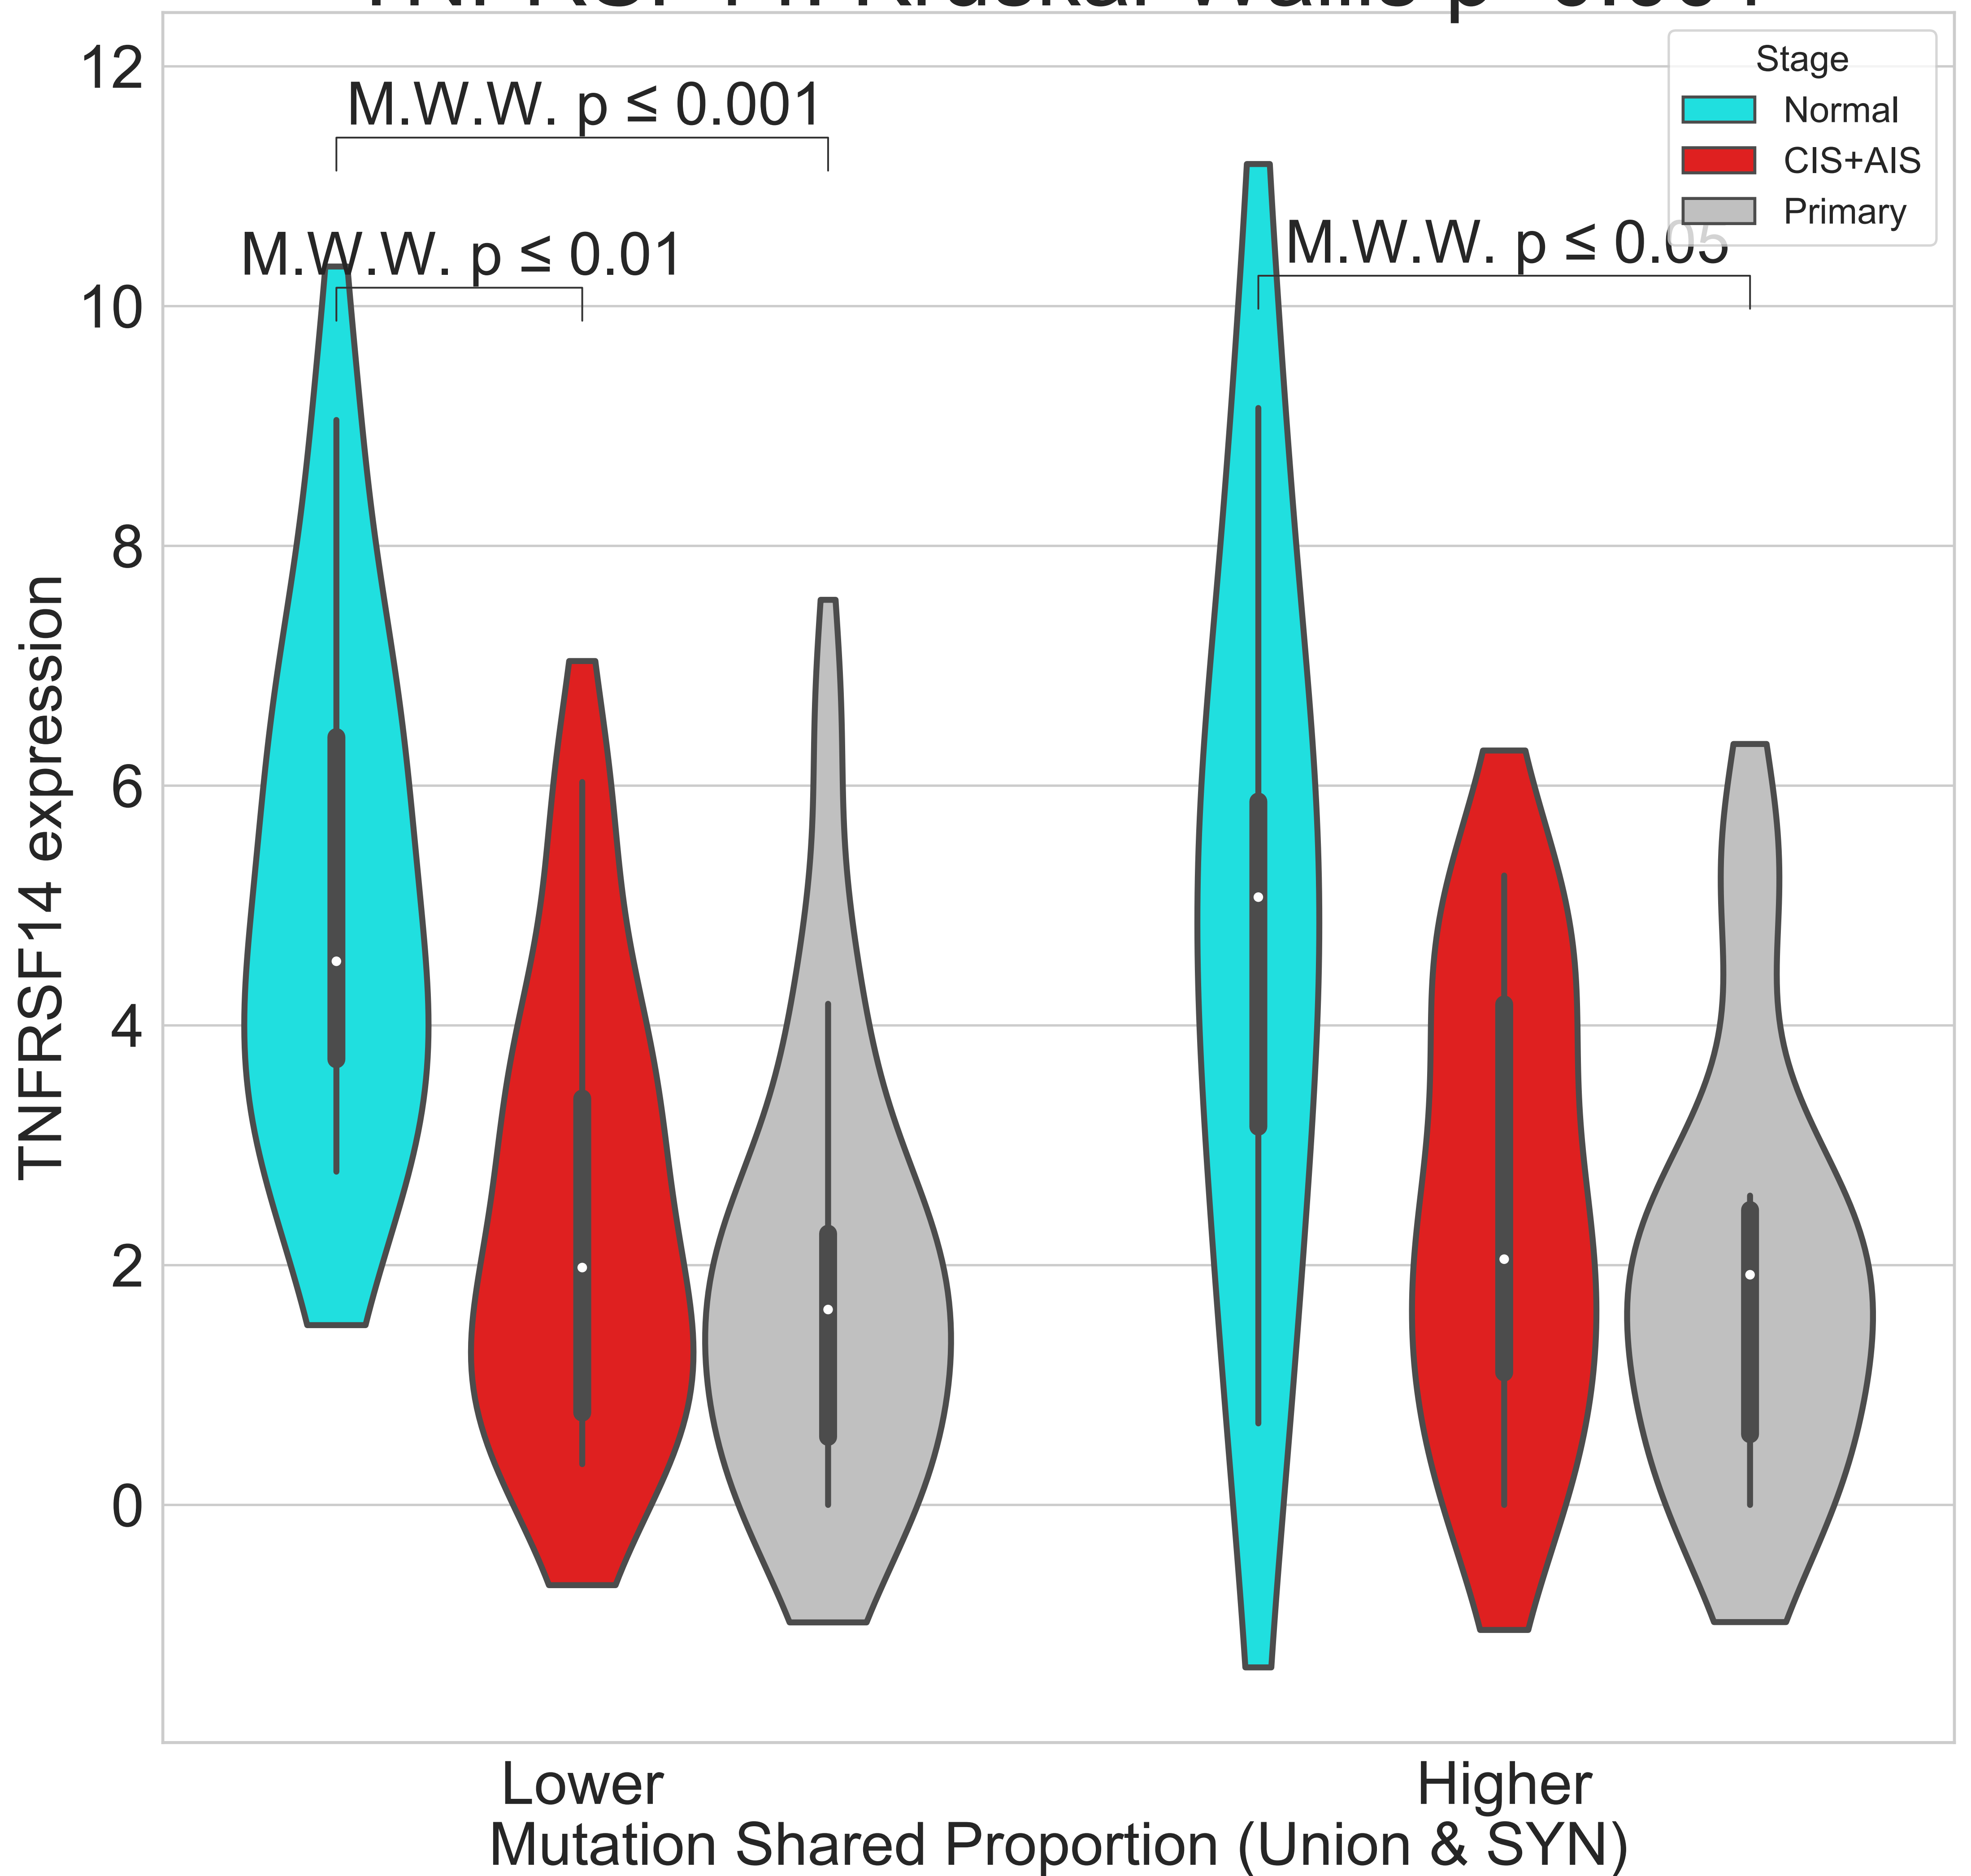 12
10
8
6
4
2
0
TNFRSF14 expression
M.W.W. p ≤ 0.001
M.W.W. p ≤ 0.01
M.W.W. p ≤ 0.05
Stage
Normal
CIS+AIS
Primary
Lower
Higher
Mutation Shared Proportion (Union & SYN)